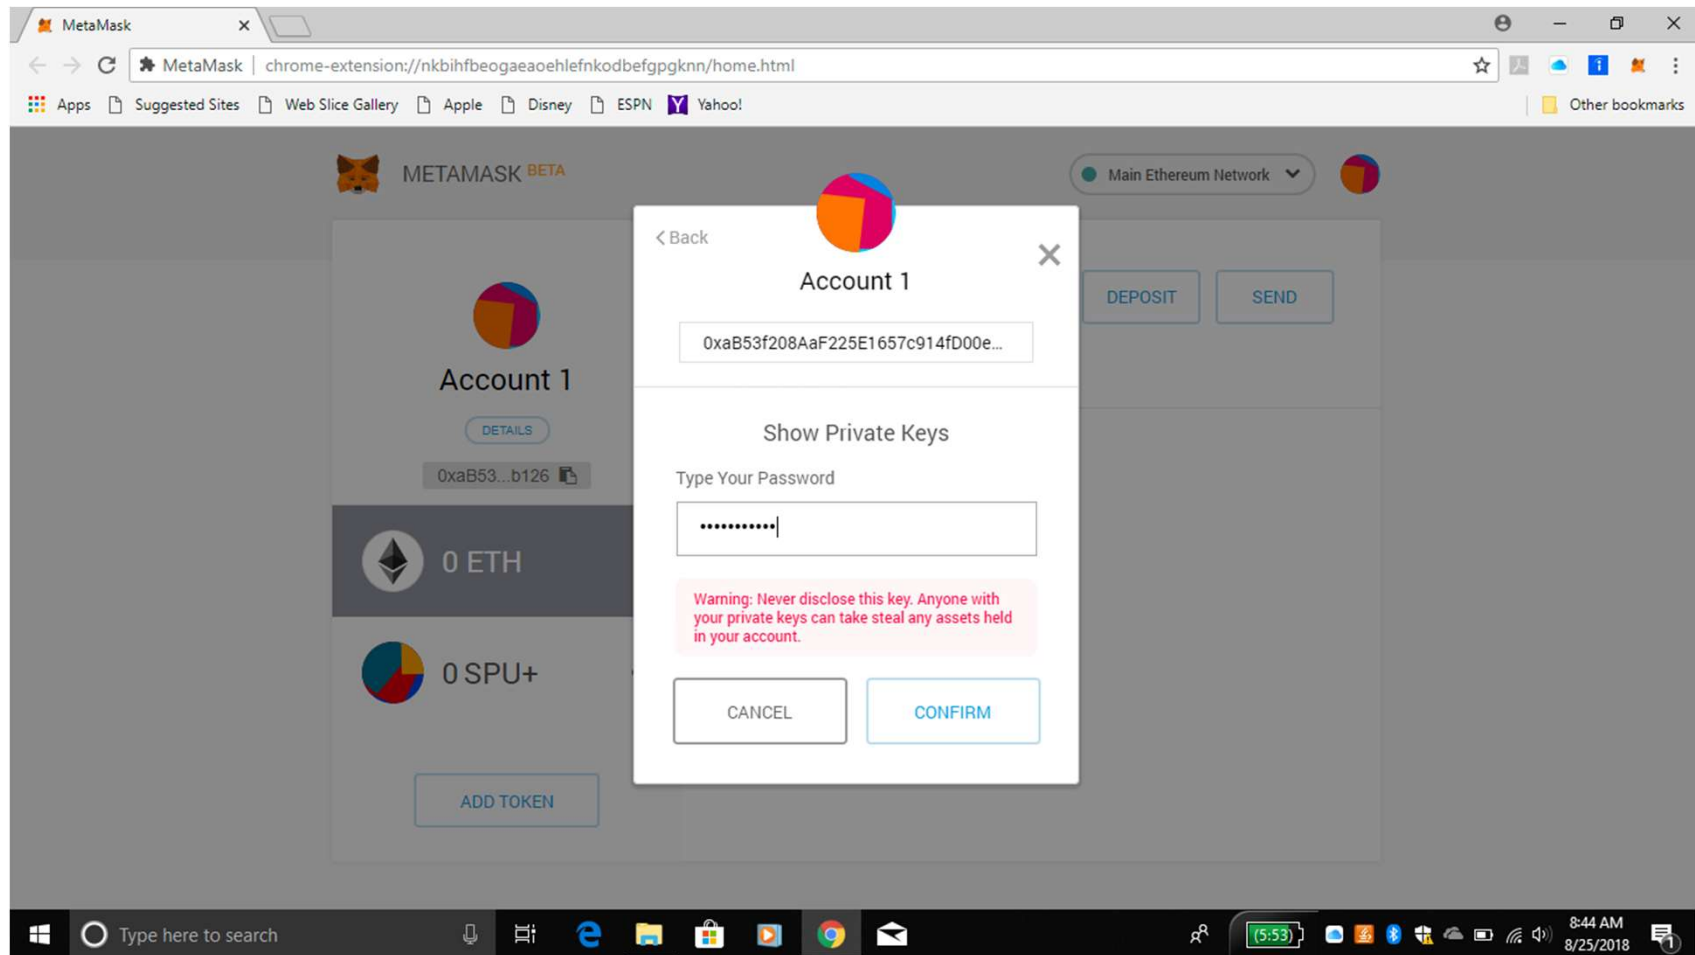 MetaMask
MetaMask | chrome-extension://nkbihfbeogaeaoehlefnkodbefgpgknn/home.html
Apps Suggested Sites Web Slice Gallery Apple Disney ESPN Yahoo! Other bookmarks
METAMASK BETA
Main Ethereum Network
< Back
Account 1
0xaB53f208AaF225E1657c914fD00e...
DEPOSIT
SEND
Account 1
DETAILS
0xaB53...b126
0 ETH
0 SPU+
ADD TOKEN
Show Private Keys
Type Your Password
•••••••••••
Warning: Never disclose this key. Anyone with
your private keys can take steal any assets held
in your account.
CANCEL
CONFIRM
Type here to search
(5:53)
8:44 AM
8/25/2018
1